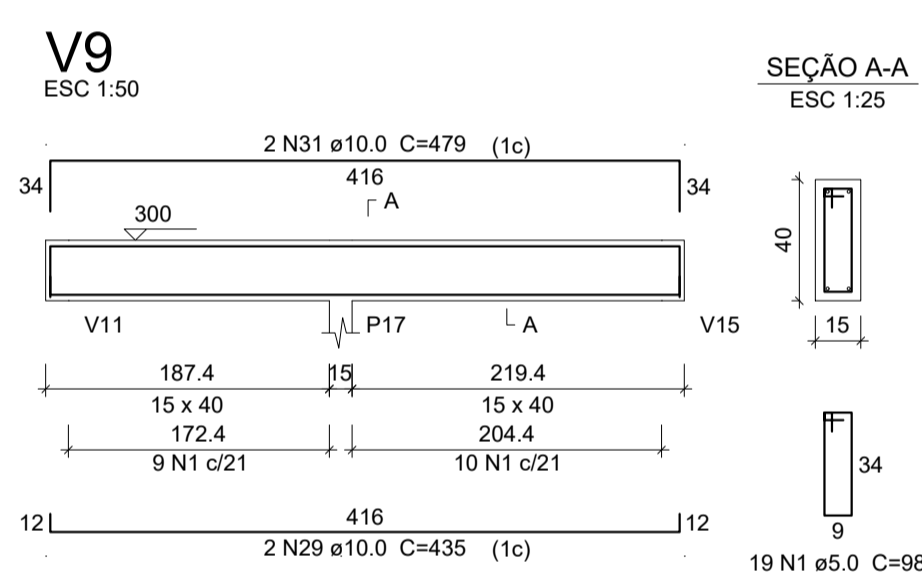 V9
ESC 1:50
SEÇÃO A-A
ESC 1:25
2 N31 ø10.0 C=479 (1c)
34
416
34
A
300
40
V11
P17
A
V15
15
187.4
15
219.4
15 x 40
15 x 40
172.4
204.4
9 N1 c/21
10 N1 c/21
34
9
19 N1 ø5.0 C=98
12
416
12
2 N29 ø10.0 C=435 (1c)